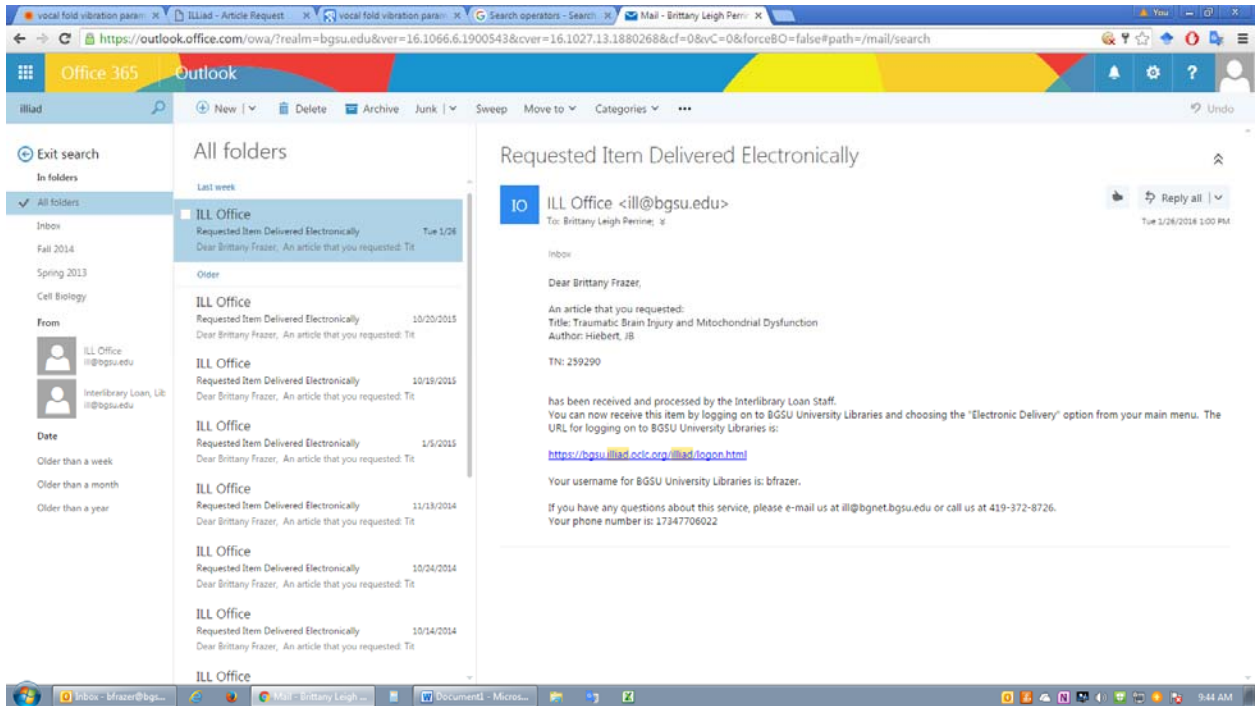 vocal fold vibration param
ILLiad - Article Request
vocal fold vibration param
Search operators - Search
Mail - Brittany Leigh Perrin
You
https://outlook.office.com/owa/?realm=bgsu.edu&ver=16.1066.6.1900543&cver=16.1027.13.1880268&cf=0&vC=0&forceBO=false#path=/mail/search
Office 365
Outlook
illiad
New
Delete
Archive
Junk
Sweep
Move to
Categories
Undo
Exit search
In folders
All folders
Inbox
Fall 2014
Spring 2013
Cell Biology
From
ILL Office
ill@bgsu.edu
Interlibrary Loan, Lib
ill@bgsu.edu
Date
Older than a week
Older than a month
Older than a year
All folders
Last week
ILL Office
Requested Item Delivered Electronically Tue 1/26
Dear Brittany Frazer, An article that you requested: Tit
Older
ILL Office
Requested Item Delivered Electronically 10/20/2015
Dear Brittany Frazer, An article that you requested: Tit
ILL Office
Requested Item Delivered Electronically 10/19/2015
Dear Brittany Frazer, An article that you requested: Tit
ILL Office
Requested Item Delivered Electronically 1/5/2015
Dear Brittany Frazer, An article that you requested: Tit
ILL Office
Requested Item Delivered Electronically 11/13/2014
Dear Brittany Frazer, An article that you requested: Tit
ILL Office
Requested Item Delivered Electronically 10/24/2014
Dear Brittany Frazer, An article that you requested: Tit
ILL Office
Requested Item Delivered Electronically 10/14/2014
Dear Brittany Frazer, An article that you requested: Tit
ILL Office
Requested Item Delivered Electronically
IO
ILL Office <ill@bgsu.edu>
To: Brittany Leigh Perrine;
Reply all
Tue 1/26/2016 1:00 PM
Inbox
Dear Brittany Frazer,
An article that you requested:
Title: Traumatic Brain Injury and Mitochondrial Dysfunction
Author: Hiebert, JB
TN: 259290
has been received and processed by the Interlibrary Loan Staff.
You can now receive this item by logging on to BGSU University Libraries and choosing the "Electronic Delivery" option from your main menu. The
URL for logging on to BGSU University Libraries is:
https://bgsu.illiad.oclc.org/illiad/logon.html
Your username for BGSU University Libraries is: bfrazer.
If you have any questions about this service, please e-mail us at ill@bgnet.bgsu.edu or call us at 419-372-8726.
Your phone number is: 17347706022
Inbox - bfrazer@bgs...
Mail - Brittany Leigh ...
Document1 - Micros...
9:44 AM